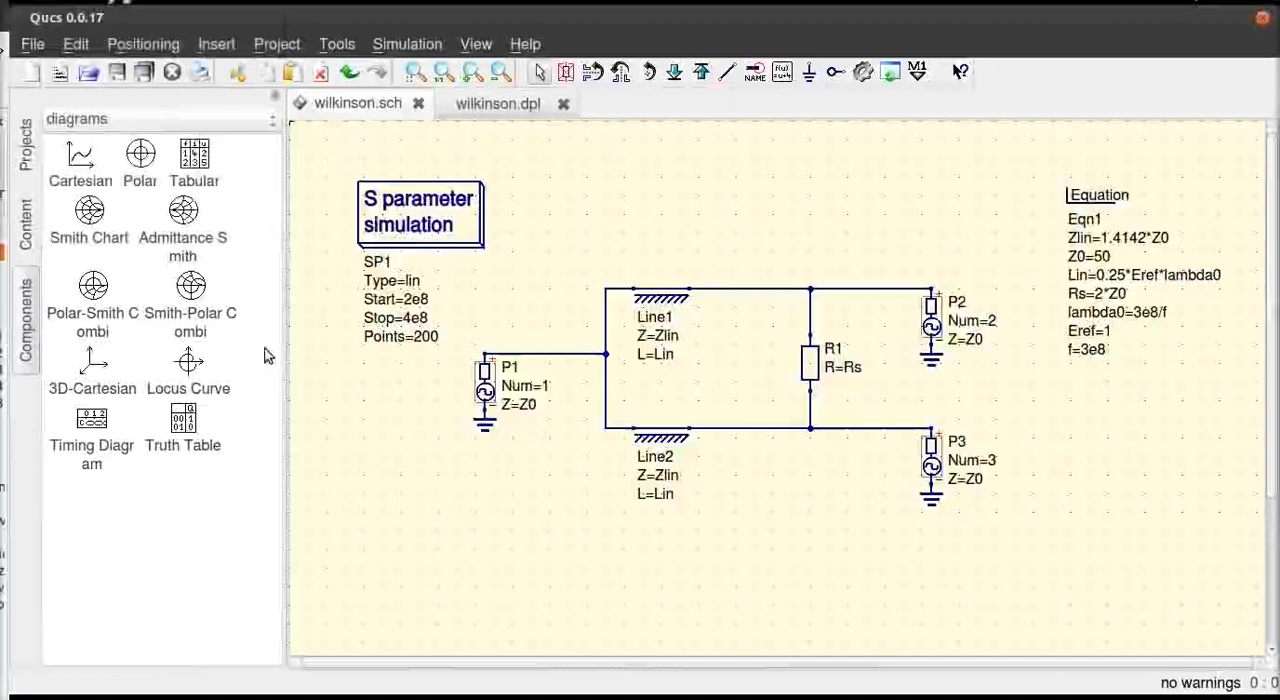 Qucs 0.0.17
File Edit Positioning Insert Project Tools Simulation View Help
NAME
M1
Projects
Content
Components
diagrams
wilkinson.sch
wilkinson.dpl
Cartesian Polar Tabular
Smith Chart Admittance S
mith
Polar-Smith C Smith-Polar C
ombi ombi
3D-Cartesian Locus Curve
Timing Diagr Truth Table
am
S parameter
simulation
SP1
Type=lin
Start=2e8
Stop=4e8
Points=200
P1
Num=1
Z=Z0
Line1
Z=Zlin
L=Lin
Line2
Z=Zlin
L=Lin
R1
R=Rs
P2
Num=2
Z=Z0
P3
Num=3
Z=Z0
Equation
Eqn1
Zlin=1.4142*Z0
Z0=50
Lin=0.25*Eref*lambda0
Rs=2*Z0
lambda0=3e8/f
Eref=1
f=3e8
no warnings 0 : 0